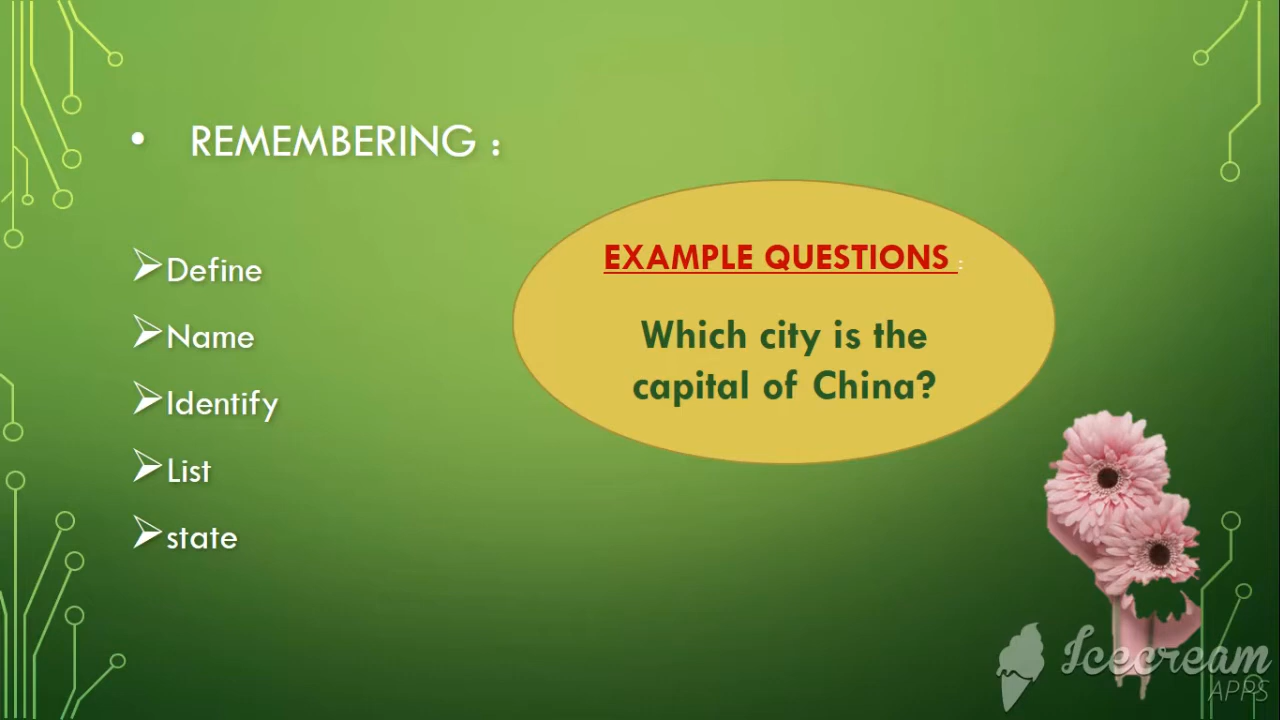 • REMEMBERING :
➢Define
➢Name
➢Identify
➢List
➢state
EXAMPLE QUESTIONS :
Which city is the
capital of China?
Icecream
APPS